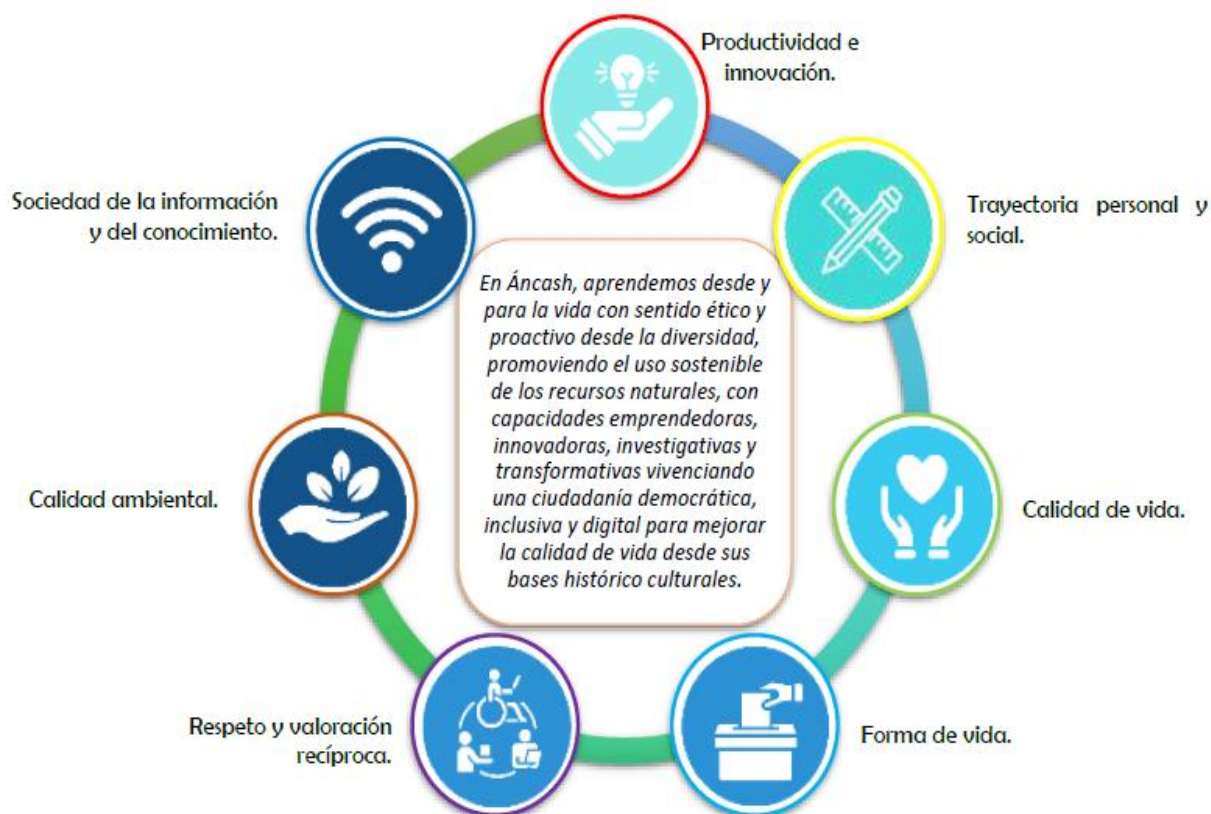 Productividad e
innovación.
Trayectoria personal y
social.
Calidad de vida.
Forma de vida.
Respeto y valoración
recíproca.
Calidad ambiental.
Sociedad de la información
y del conocimiento.
En Áncash, aprendemos desde y
para la vida con sentido ético y
proactivo desde la diversidad,
promoviendo el uso sostenible
de los recursos naturales, con
capacidades emprendedoras,
innovadoras, investigativas y
transformativas vivenciando
una ciudadanía democrática,
inclusiva y digital para mejorar
la calidad de vida desde sus
bases histórico culturales.